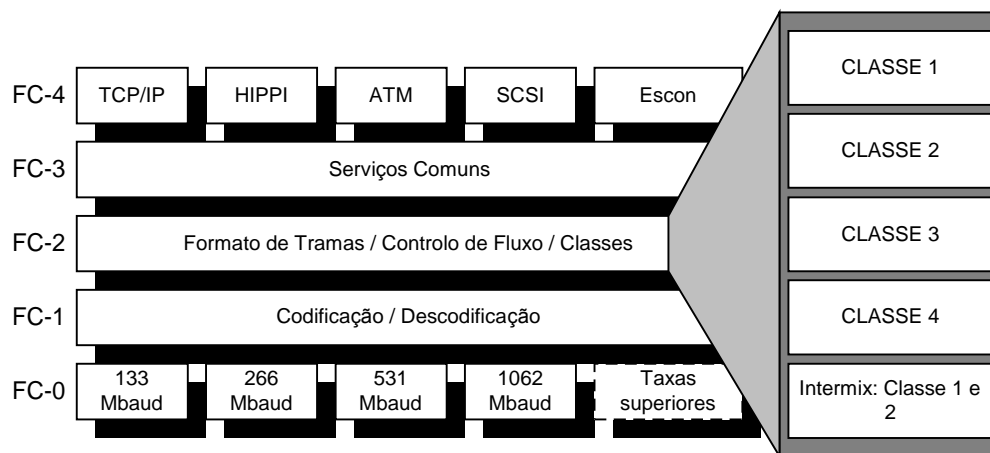 FC-4
TCP/IP
HIPPI
ATM
SCSI
Escon
FC-3
Serviços Comuns
FC-2
Formato de Tramas / Controlo de Fluxo / Classes
FC-1
Codificação / Descodificação
FC-0
133
Mbaud
266
Mbaud
531
Mbaud
1062
Mbaud
Taxas
superiores
CLASSE 1
CLASSE 2
CLASSE 3
CLASSE 4
Intermix: Classe 1 e
2